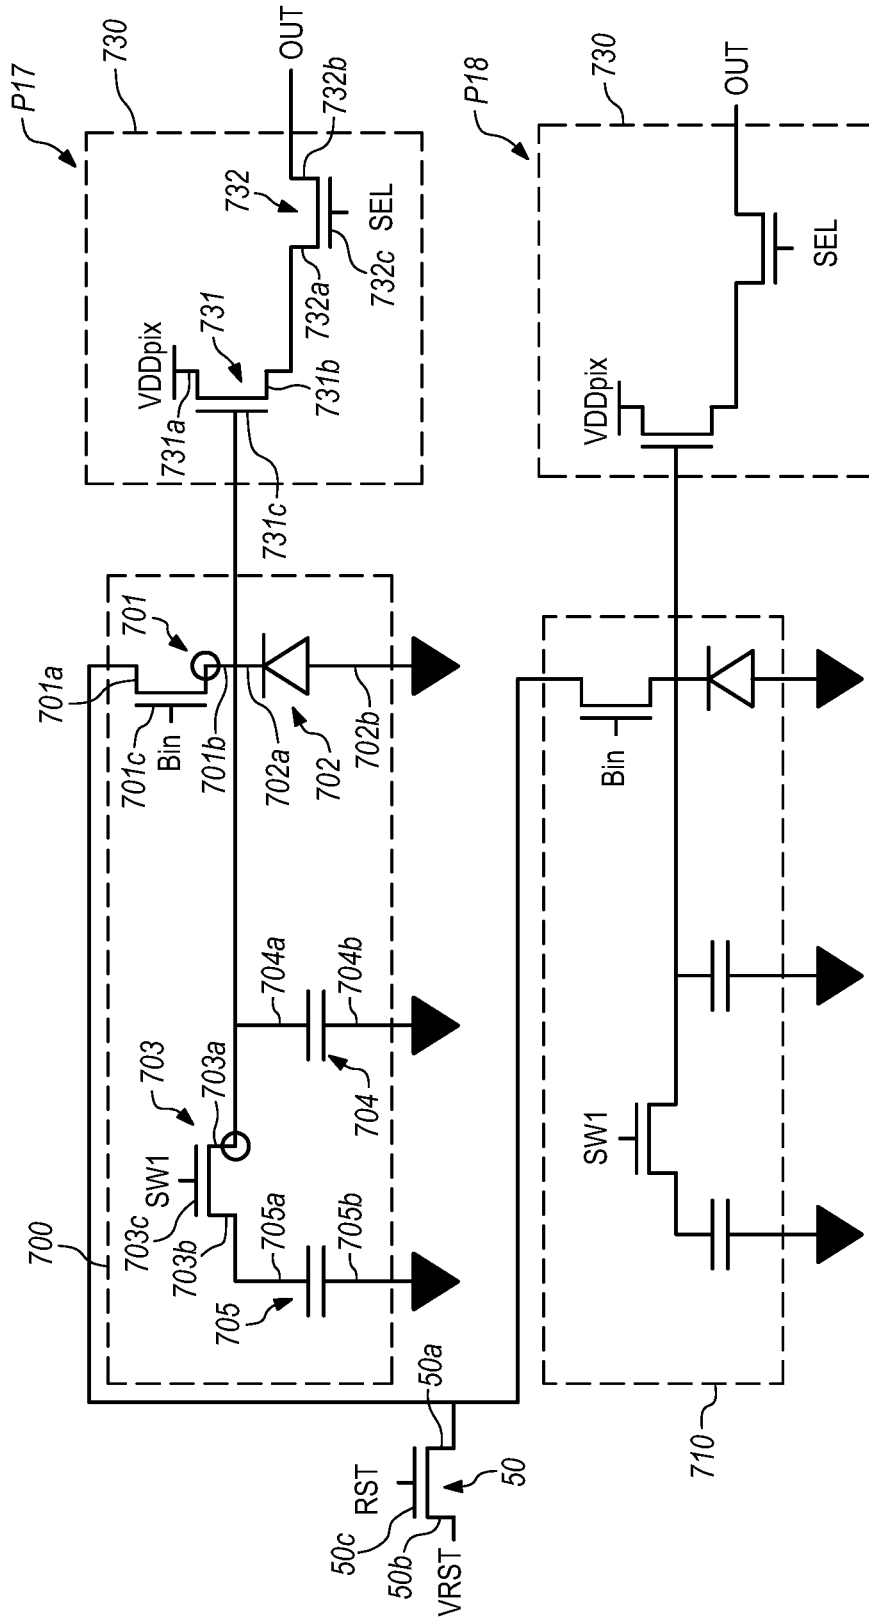 P17
730
OUT
732b
732
SEL
732a
732c
VDDpix
731
731a
731b
731c
701
701a
701c
Bin
701b
702a
702
702b
704a
704b
704
703
703a
SW1
703c
703b
700
705a
705b
705
50a
RST
50
50c
50b
VRST
P18
730
OUT
SEL
VDDpix
Bin
SW1
710